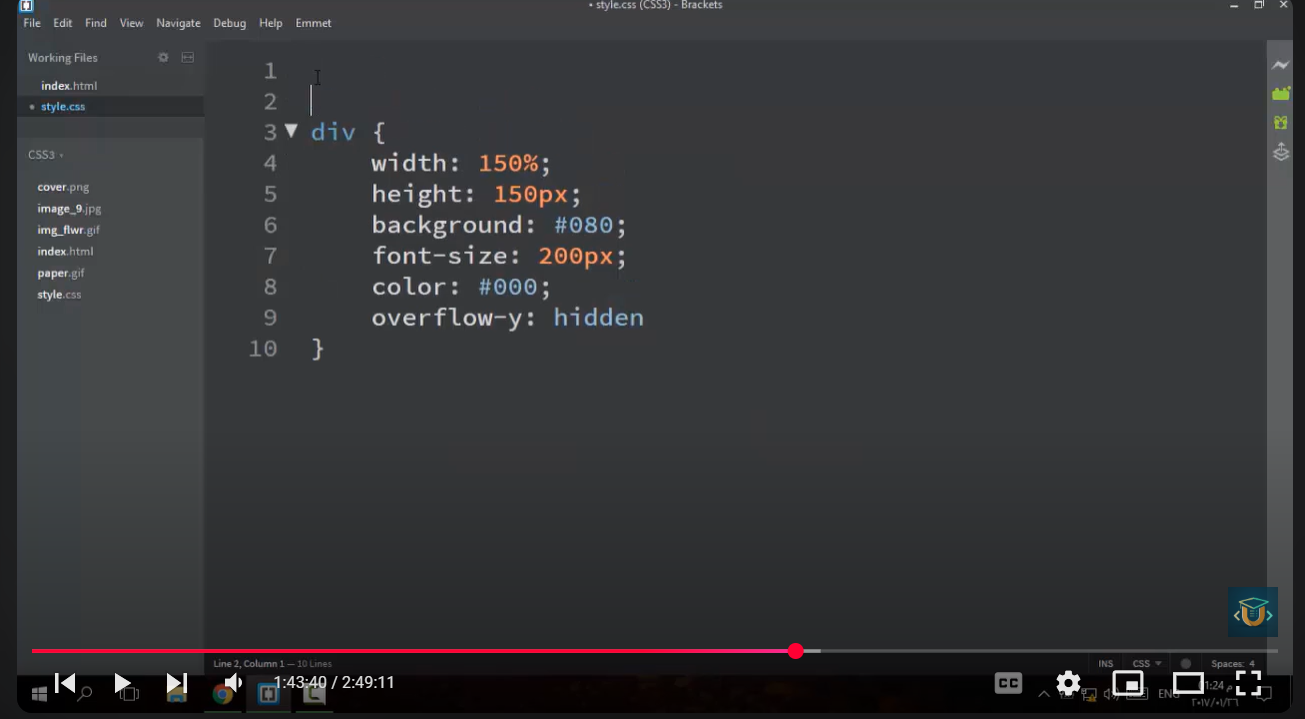 • style.css (CSS3) - Brackets
File Edit Find View Navigate Debug Help Emmet
Working Files
index.html
• style.css
CSS3
cover.png
image_9.jpg
img_flwr.gif
index.html
paper.gif
style.css
1
2
3 div {
4 width: 150%;
5 height: 150px;
6 background: #080;
7 font-size: 200px;
8 color: #000;
9 overflow-y: hidden
10 }
Line 2, Column 1 — 10 Lines
INS CSS Spaces: 4
1:43:40 / 2:49:11
CC
ENG